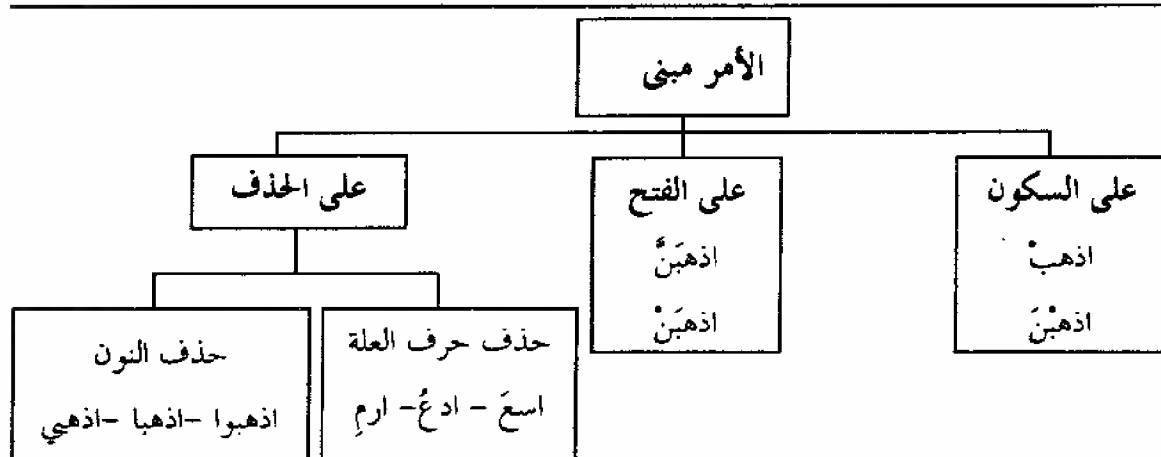 الأمر مبنى
على السكون
اذهبْ
اذهبْنَ
على الفتح
اذهبَنَّ
اذهبَنْ
على الحذف
حذف حرف العلة
اسعَ - ادعُ - ارمِ
حذف النون
اذهبوا - اذهبا - اذهبي